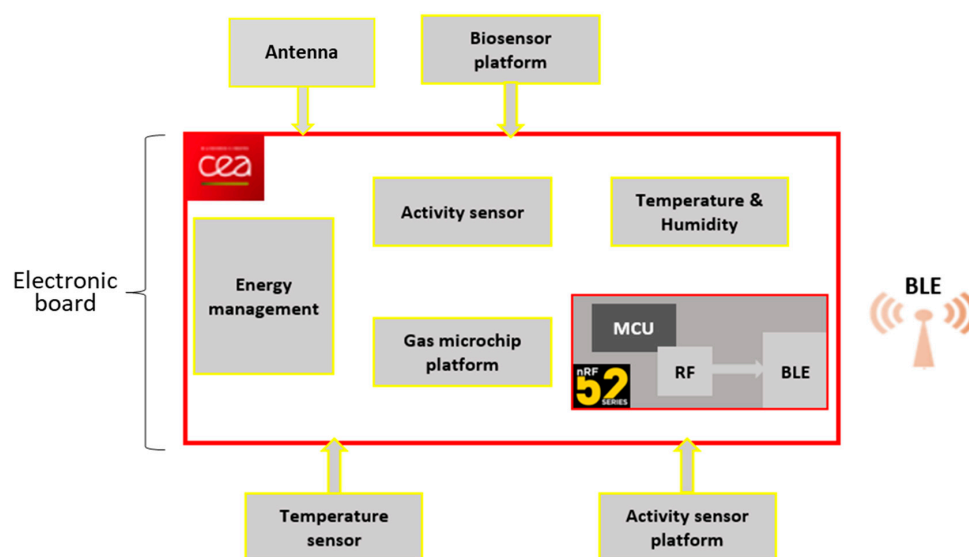 Antenna
Biosensor
platform
cea
Activity sensor
Temperature &
Humidity
Electronic
board
Energy
management
BLE
MCU
Gas microchip
platform
RF
BLE
nRF
52
SERIES
Temperature
sensor
Activity sensor
platform